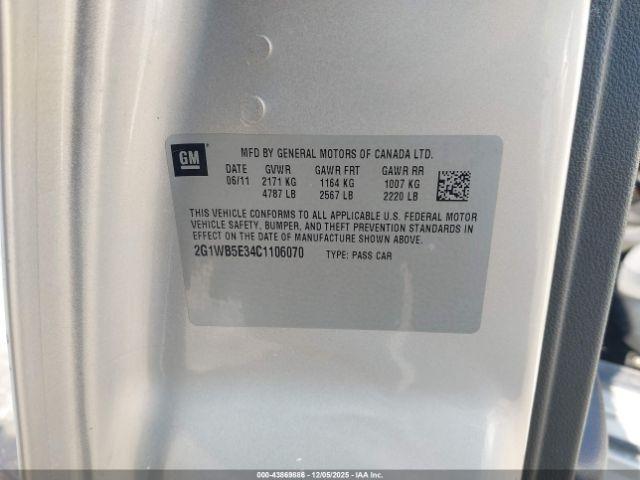 GM
MFD BY GENERAL MOTORS OF CANADA LTD.
DATE GVWR GAWR FRT GAWR RR
06/11 2171 KG 1164 KG 1007 KG
4787 LB 2567 LB 2220 LB
THIS VEHICLE CONFORMS TO ALL APPLICABLE U.S. FEDERAL MOTOR
VEHICLE SAFETY, BUMPER, AND THEFT PREVENTION STANDARDS IN
EFFECT ON THE DATE OF MANUFACTURE SHOWN ABOVE.
2G1WB5E34C1106070 TYPE: PASS CAR
000-43869886 • 12/05/2025 • IAAI.COM